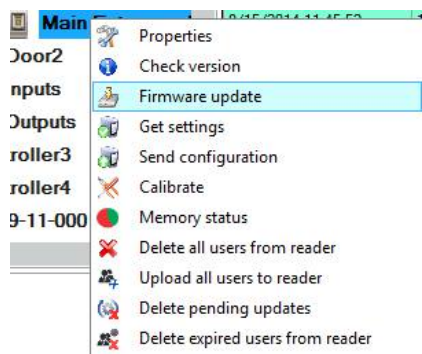 Main
Door2
nputs
Outputs
roller3
roller4
9-11-000
Properties
Check version
Firmware update
Get settings
Send configuration
Calibrate
Memory status
Delete all users from reader
Upload all users to reader
Delete pending updates
Delete expired users from reader